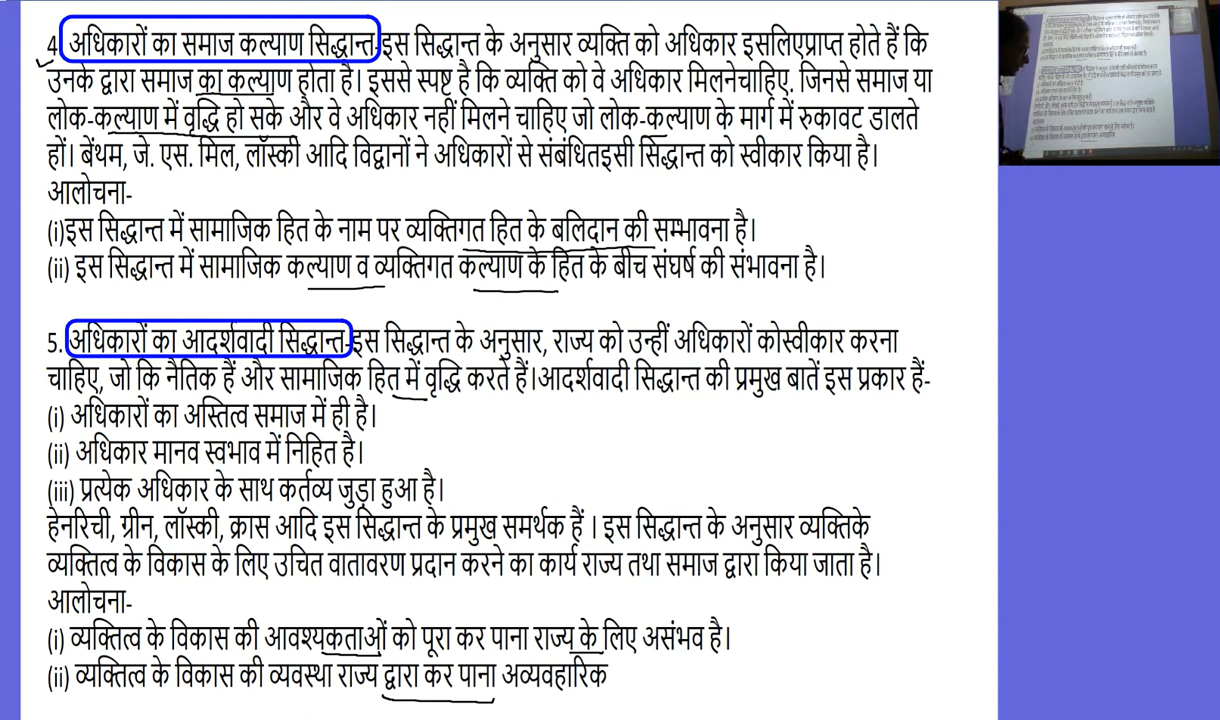 4. अधिकारों का समाज कल्याण सिद्धान्त-इस सिद्धान्त के अनुसार व्यक्ति को अधिकार इसलिएप्राप्त होते हैं कि
उनके द्वारा समाज का कल्याण होता है। इससे स्पष्ट है कि व्यक्ति को वे अधिकार मिलनेचाहिए. जिनसे समाज या
लोक-कल्याण में वृद्धि हो सके और वे अधिकार नहीं मिलने चाहिए जो लोक-कल्याण के मार्ग में रुकावट डालते
हों। बेंथम, जे. एस. मिल, लॉस्की आदि विद्वानों ने अधिकारों से संबंधितइसी सिद्धान्त को स्वीकार किया है।
आलोचना-
(i)इस सिद्धान्त में सामाजिक हित के नाम पर व्यक्तिगत हित के बलिदान की सम्भावना है।
(ii) इस सिद्धान्त में सामाजिक कल्याण व व्यक्तिगत कल्याण के हित के बीच संघर्ष की संभावना है।
5. अधिकारों का आदर्शवादी सिद्धान्त-इस सिद्धान्त के अनुसार, राज्य को उन्हीं अधिकारों कोस्वीकार करना
चाहिए, जो कि नैतिक हैं और सामाजिक हित में वृद्धि करते हैं।आदर्शवादी सिद्धान्त की प्रमुख बातें इस प्रकार हैं-
(i) अधिकारों का अस्तित्व समाज में ही है।
(ii) अधिकार मानव स्वभाव में निहित है।
(iii) प्रत्येक अधिकार के साथ कर्तव्य जुड़ा हुआ है।
हेनरिची, ग्रीन, लॉस्की, क्रास आदि इस सिद्धान्त के प्रमुख समर्थक हैं । इस सिद्धान्त के अनुसार व्यक्तिके
व्यक्तित्व के विकास के लिए उचित वातावरण प्रदान करने का कार्य राज्य तथा समाज द्वारा किया जाता है।
आलोचना-
(i) व्यक्तित्व के विकास की आवश्यकताओं को पूरा कर पाना राज्य के लिए असंभव है।
(ii) व्यक्तित्व के विकास की व्यवस्था राज्य द्वारा कर पाना अव्यवहारिक